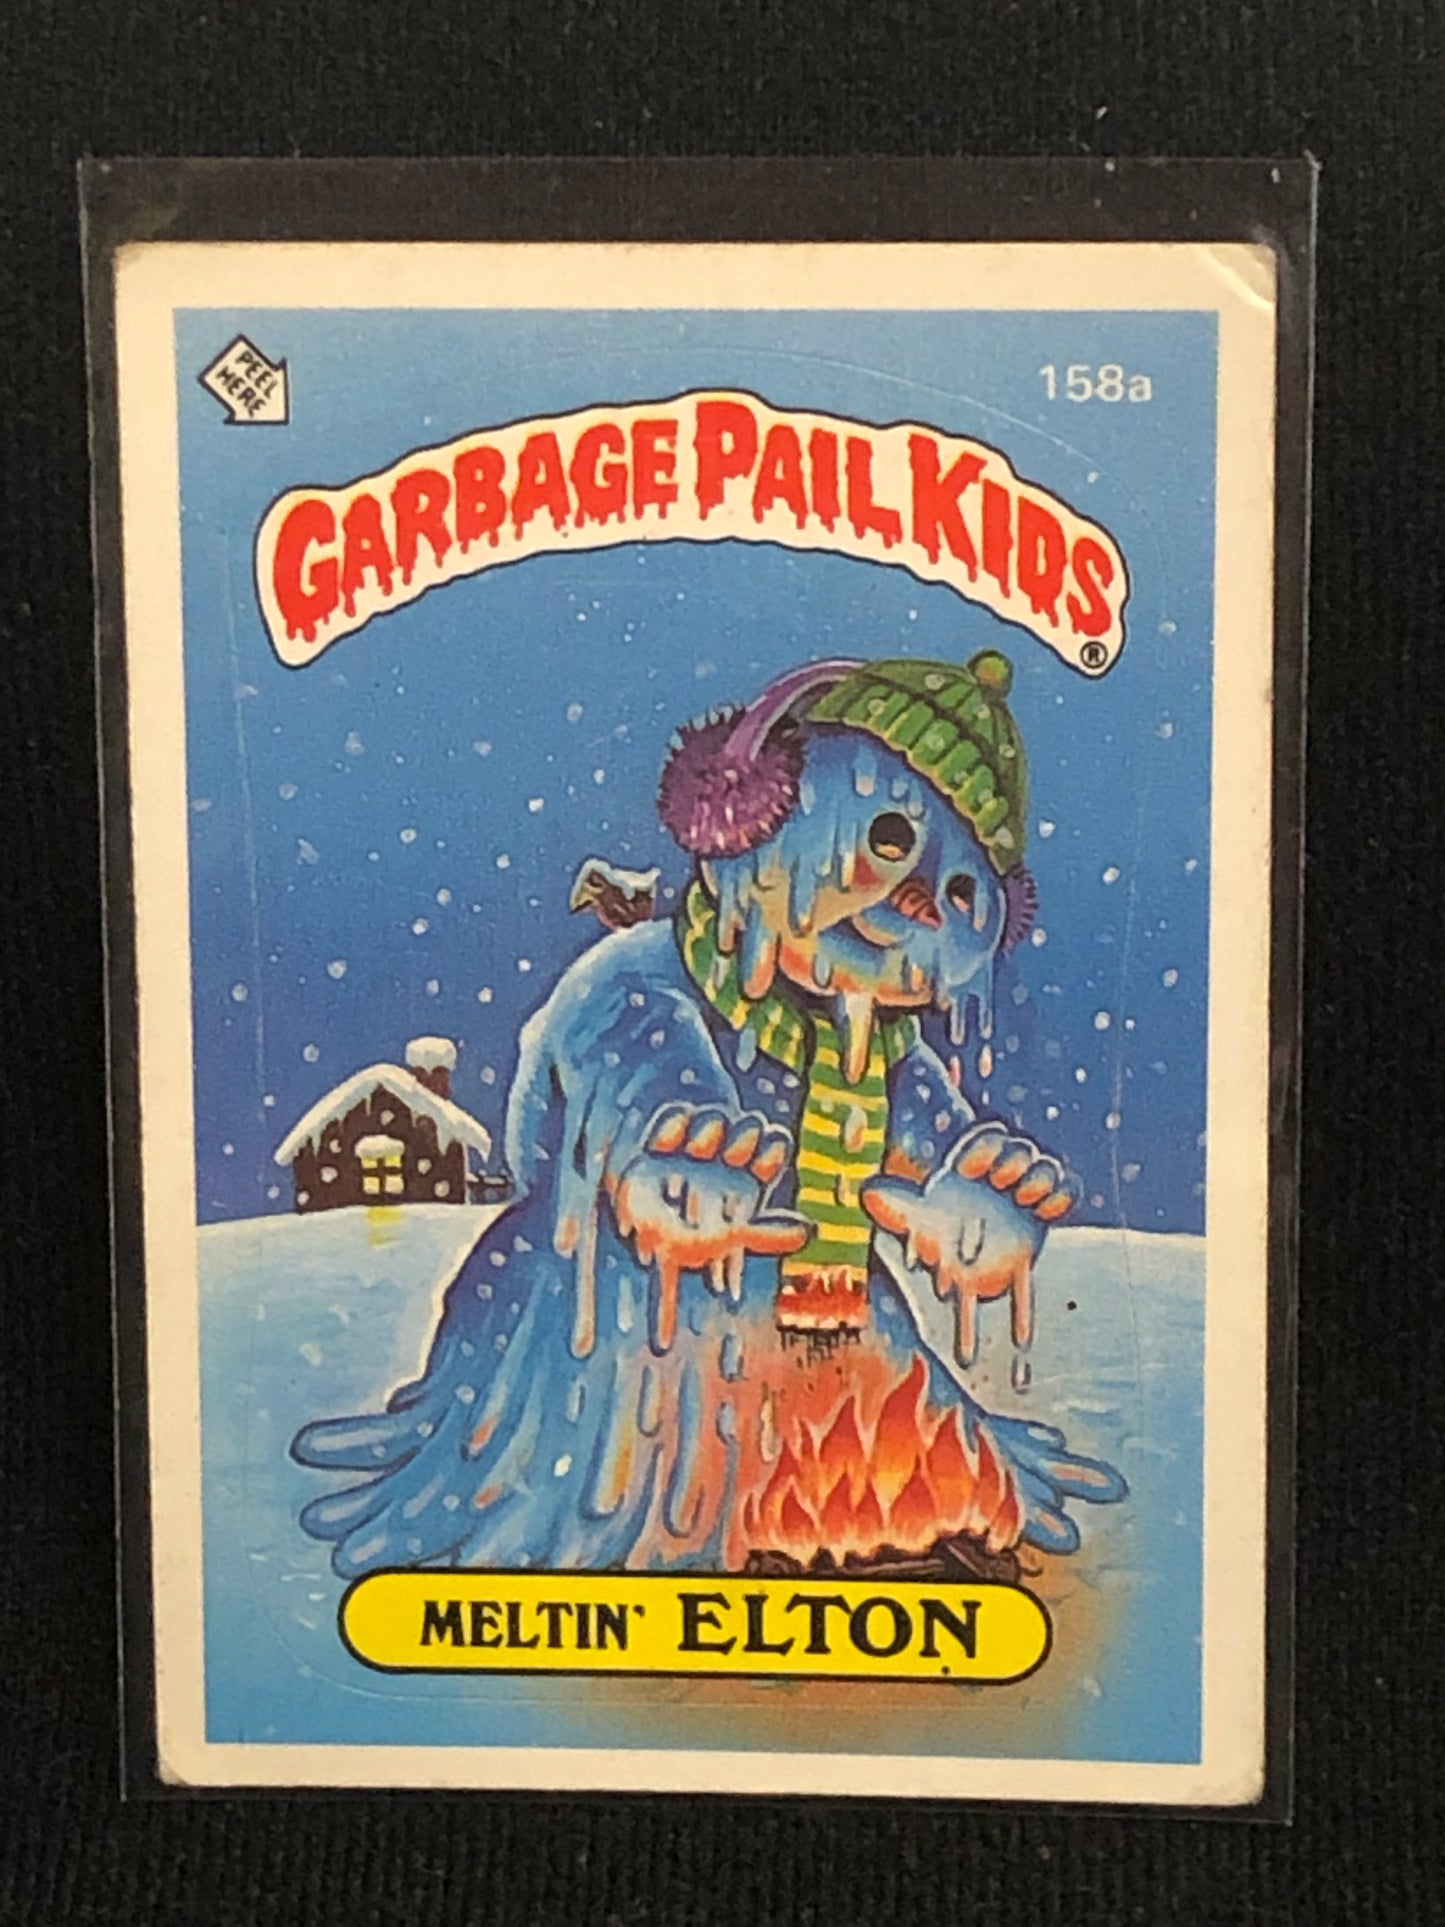 PEEL
HERE
158a
GARBAGE PAIL KIDS
®
MELTIN' ELTON